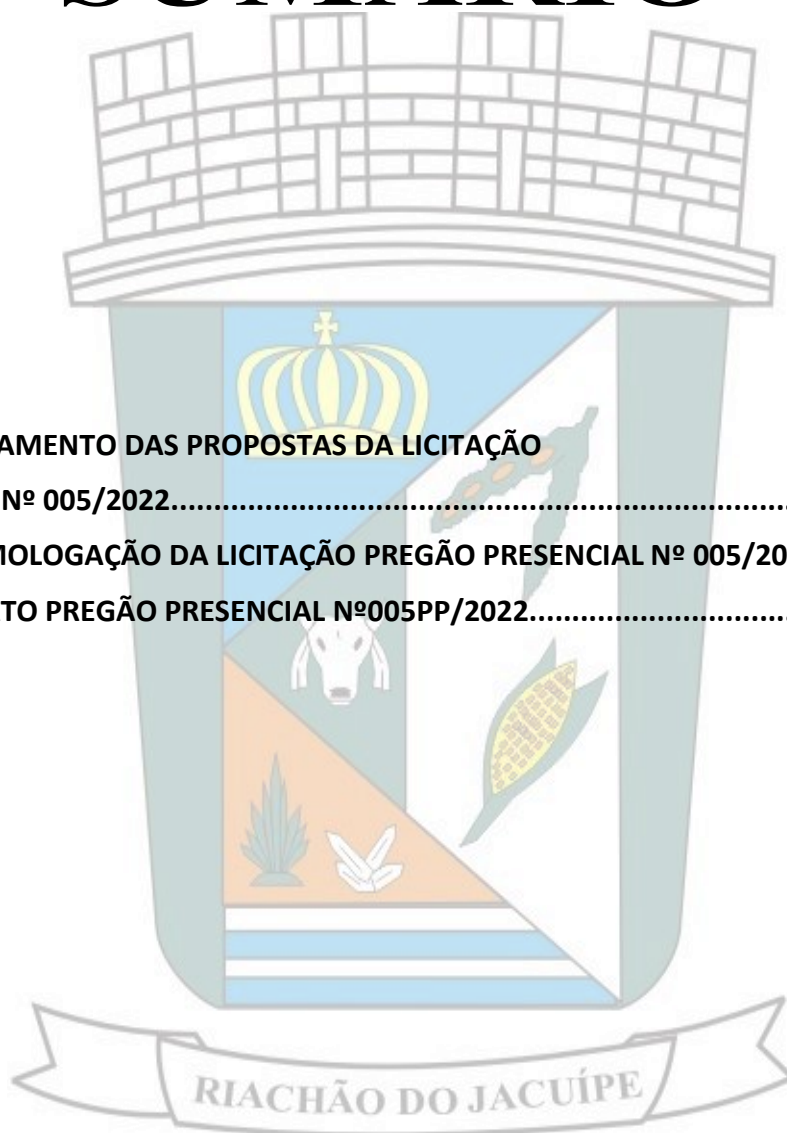 SUMÁRIO
AMENTO DAS PROPOSTAS DA LICITAÇÃO
Nº 005/2022..........................................................................
MOLOGAÇÃO DA LICITAÇÃO PREGÃO PRESENCIAL Nº 005/20
TO PREGÃO PRESENCIAL Nº005PP/2022...............................
RIACHÃO DO JACUÍPE